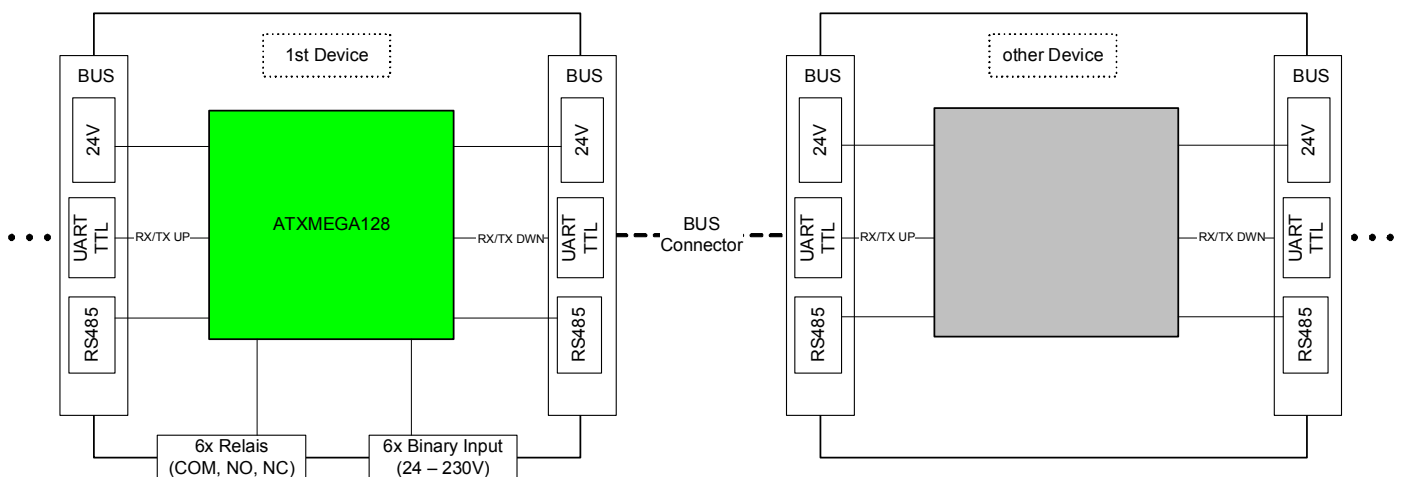 1st Device
BUS
24V
UART
TTL
RS485
RX/TX UP
ATXMEGA128
RX/TX DWN
BUS
24V
UART
TTL
RS485
6x Relais
(COM, NO, NC)
6x Binary Input
(24 – 230V)
BUS
Connector
other Device
BUS
24V
UART
TTL
RS485
RX/TX UP
RX/TX DWN
BUS
24V
UART
TTL
RS485